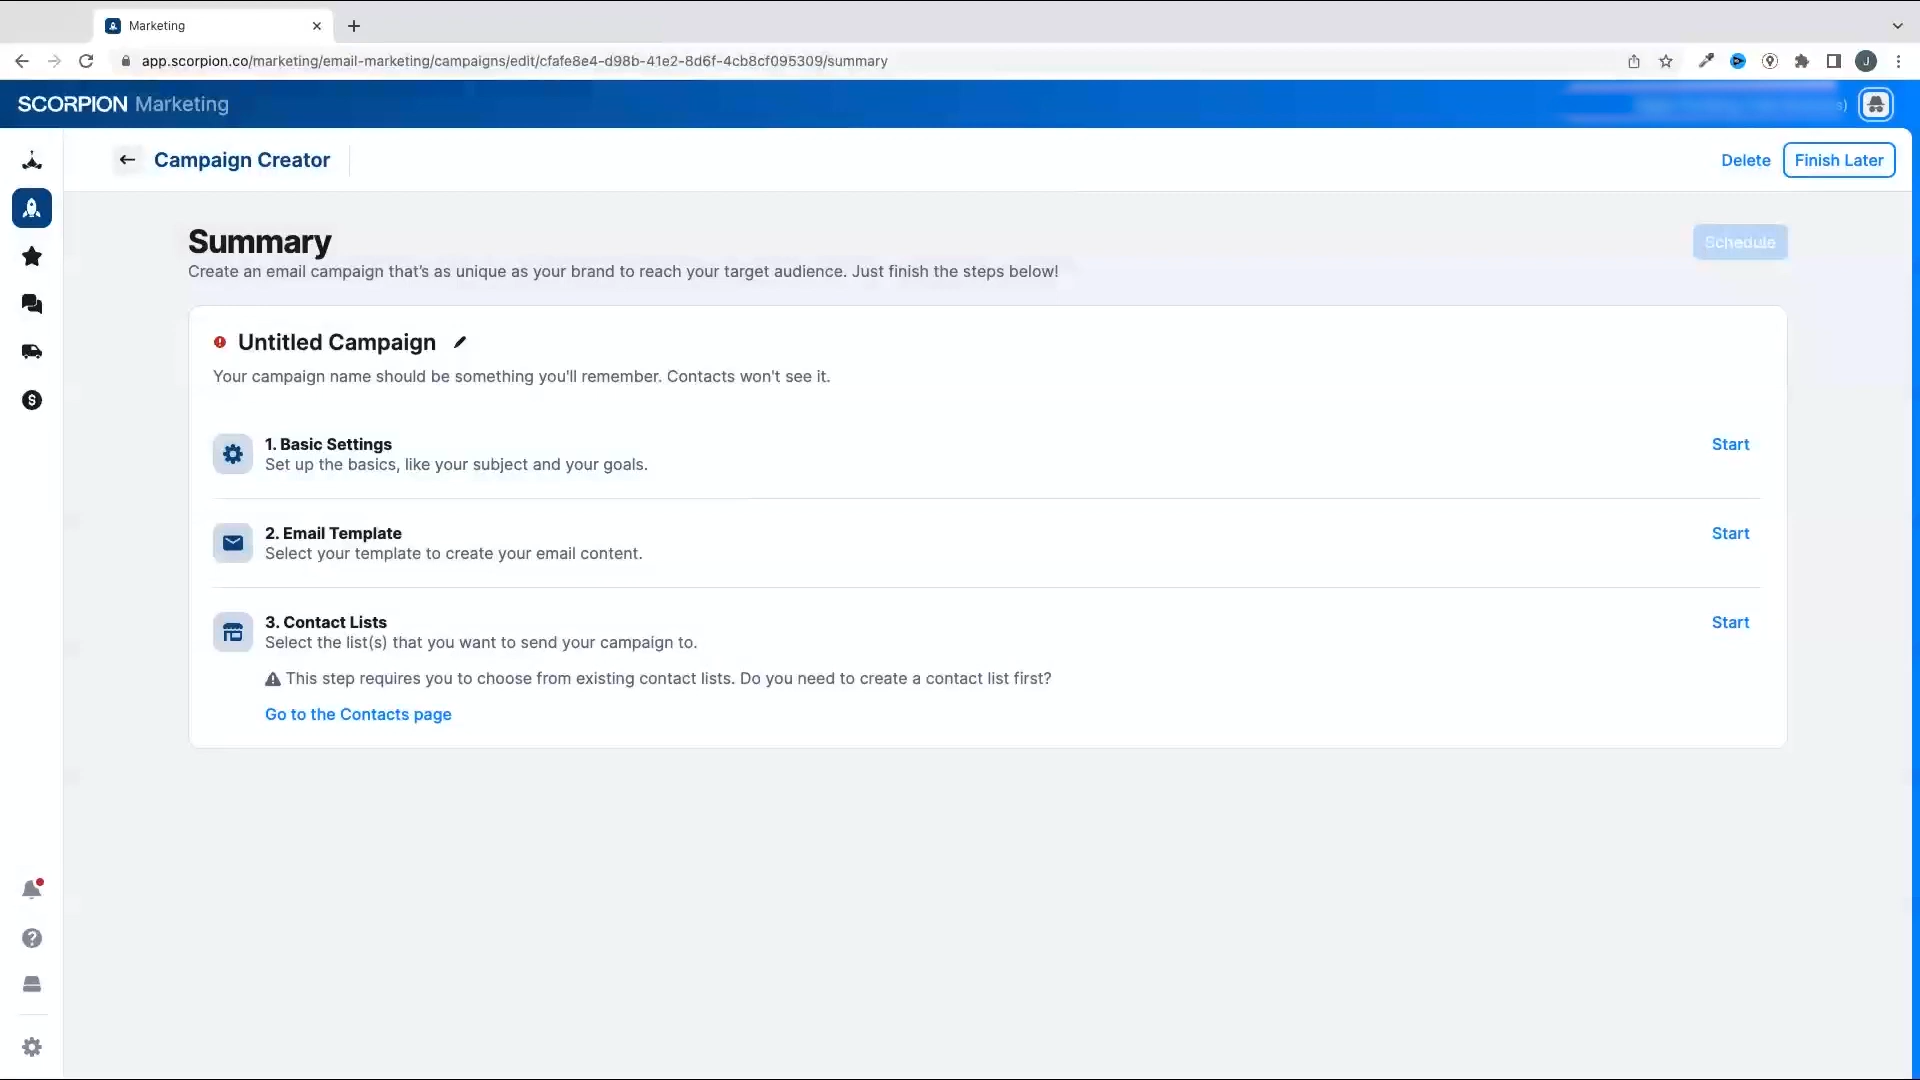 Marketing
app.scorpion.co/marketing/email-marketing/campaigns/edit/cfafe8e4-d98b-41e2-8d6f-4cb8cf095309/summary
J
SCORPION Marketing
Campaign Creator
Delete
Finish Later
Summary
Schedule
Create an email campaign that's as unique as your brand to reach your target audience. Just finish the steps below!
Untitled Campaign
Your campaign name should be something you'll remember. Contacts won't see it.
1. Basic Settings
Start
Set up the basics, like your subject and your goals.
2. Email Template
Start
Select your template to create your email content.
3. Contact Lists
Start
Select the list(s) that you want to send your campaign to.
This step requires you to choose from existing contact lists. Do you need to create a contact list first?
Go to the Contacts page